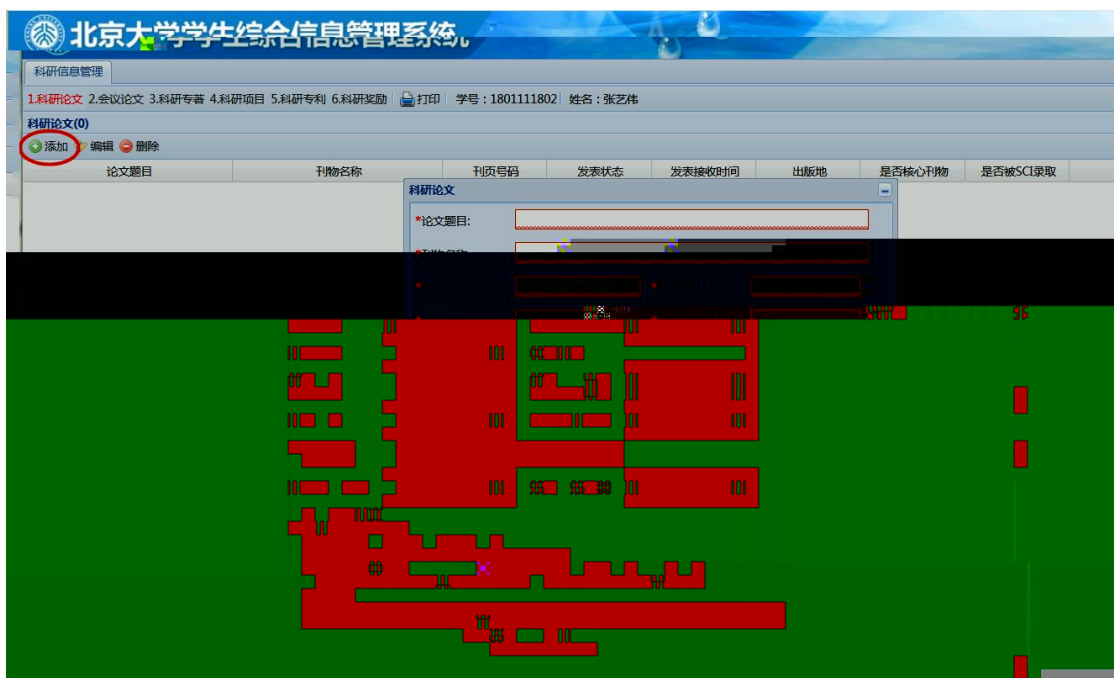 北京大学学生综合信息管理系统
科研信息管理
1.科研论文 2.会议论文 3.科研专著 4.科研项目 5.科研专利 6.科研奖励 打印 学号：1801111802 姓名：张艺伟
科研论文(0)
添加 编辑 删除
论文题目 刊物名称 刊页号码 发表状态 发表接收时间 出版地 是否核心刊物 是否被SCI录取
科研论文
*论文题目:
*刊物名称